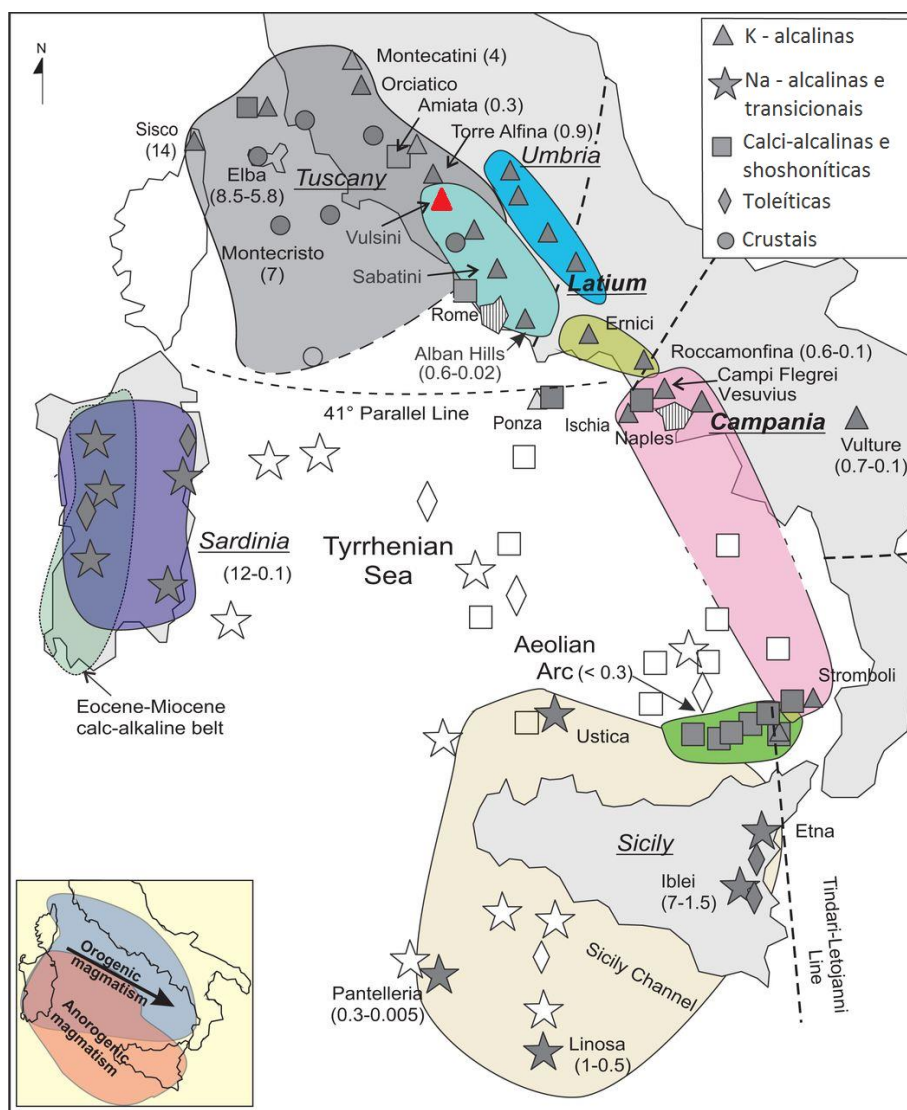 N
K - alcalinas
Na - alcalinas e
transicionais
Calci-alcalinas e
shoshoníticas
Toleíticas
Crustais
Montecatini (4)
Orciatico
Amiata (0.3)
Torre Alfina (0.9)
Umbria
Sisco
(14)
Elba
(8.5-5.8)
Tuscany
Vulsini
Montecristo
(7)
Sabatini
Latium
Rome
Ernici
Alban Hills
(0.6-0.02)
Roccamonfina (0.6-0.1)
Campi Flegrei
Vesuvius
41° Parallel Line
Ponza
Ischia
Naples
Campania
Vulture
(0.7-0.1)
Sardinia
(12-0.1)
Tyrrhenian
Sea
Aeolian
Arc (< 0.3)
Stromboli
Eocene-Miocene
calc-alkaline belt
Ustica
Sicily
Etna
Iblei
(7-1.5)
Tindari-Letojanni
Line
Sicily Channel
Pantelleria
(0.3-0.005)
Linosa
(1-0.5)
Orogenic
magmatism
Anorogenic
magmatism